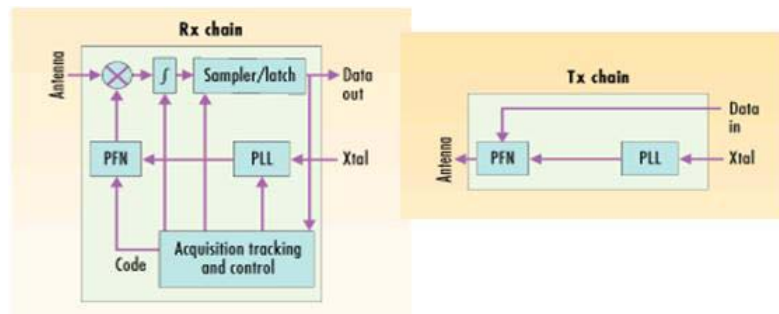 Rx chain
Antenna
∫
Sampler/latch
Data
out
PFN
PLL
Xtal
Code
Acquisition tracking
and control
Tx chain
Data
in
Antenna
PFN
PLL
Xtal